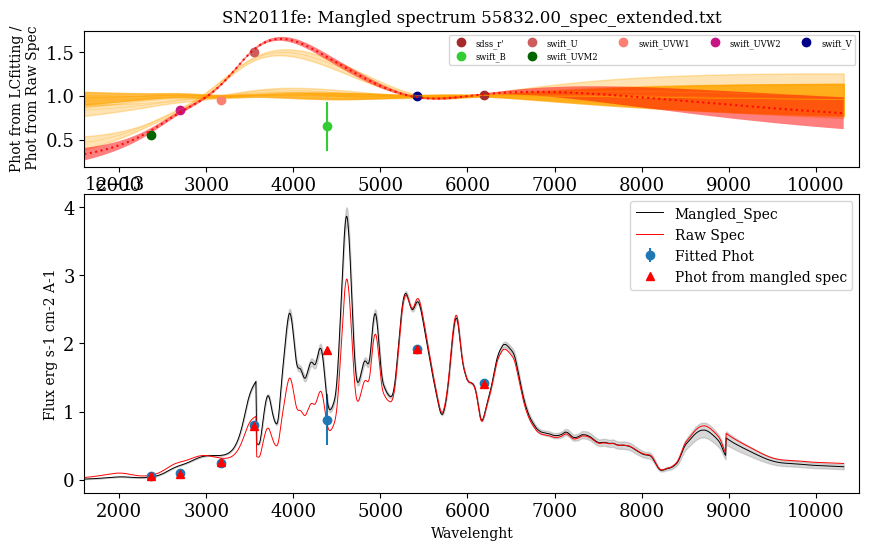 SN2011fe: Mangled spectrum 55832.00_spec_extended.txt
Phot from LCfitting /
Phot from Raw Spec
1.5
1.0
0.5
sdss_r' swift_U swift_UVW1 swift_UVW2 swift_V
swift_B swift_UVM2
2000 3000 4000 5000 6000 7000 8000 9000 10000
1e−13
Flux erg s-1 cm-2 A-1
4
3
2
1
0
Mangled_Spec
Raw Spec
Fitted Phot
Phot from mangled spec
2000 3000 4000 5000 6000 7000 8000 9000 10000
Wavelenght